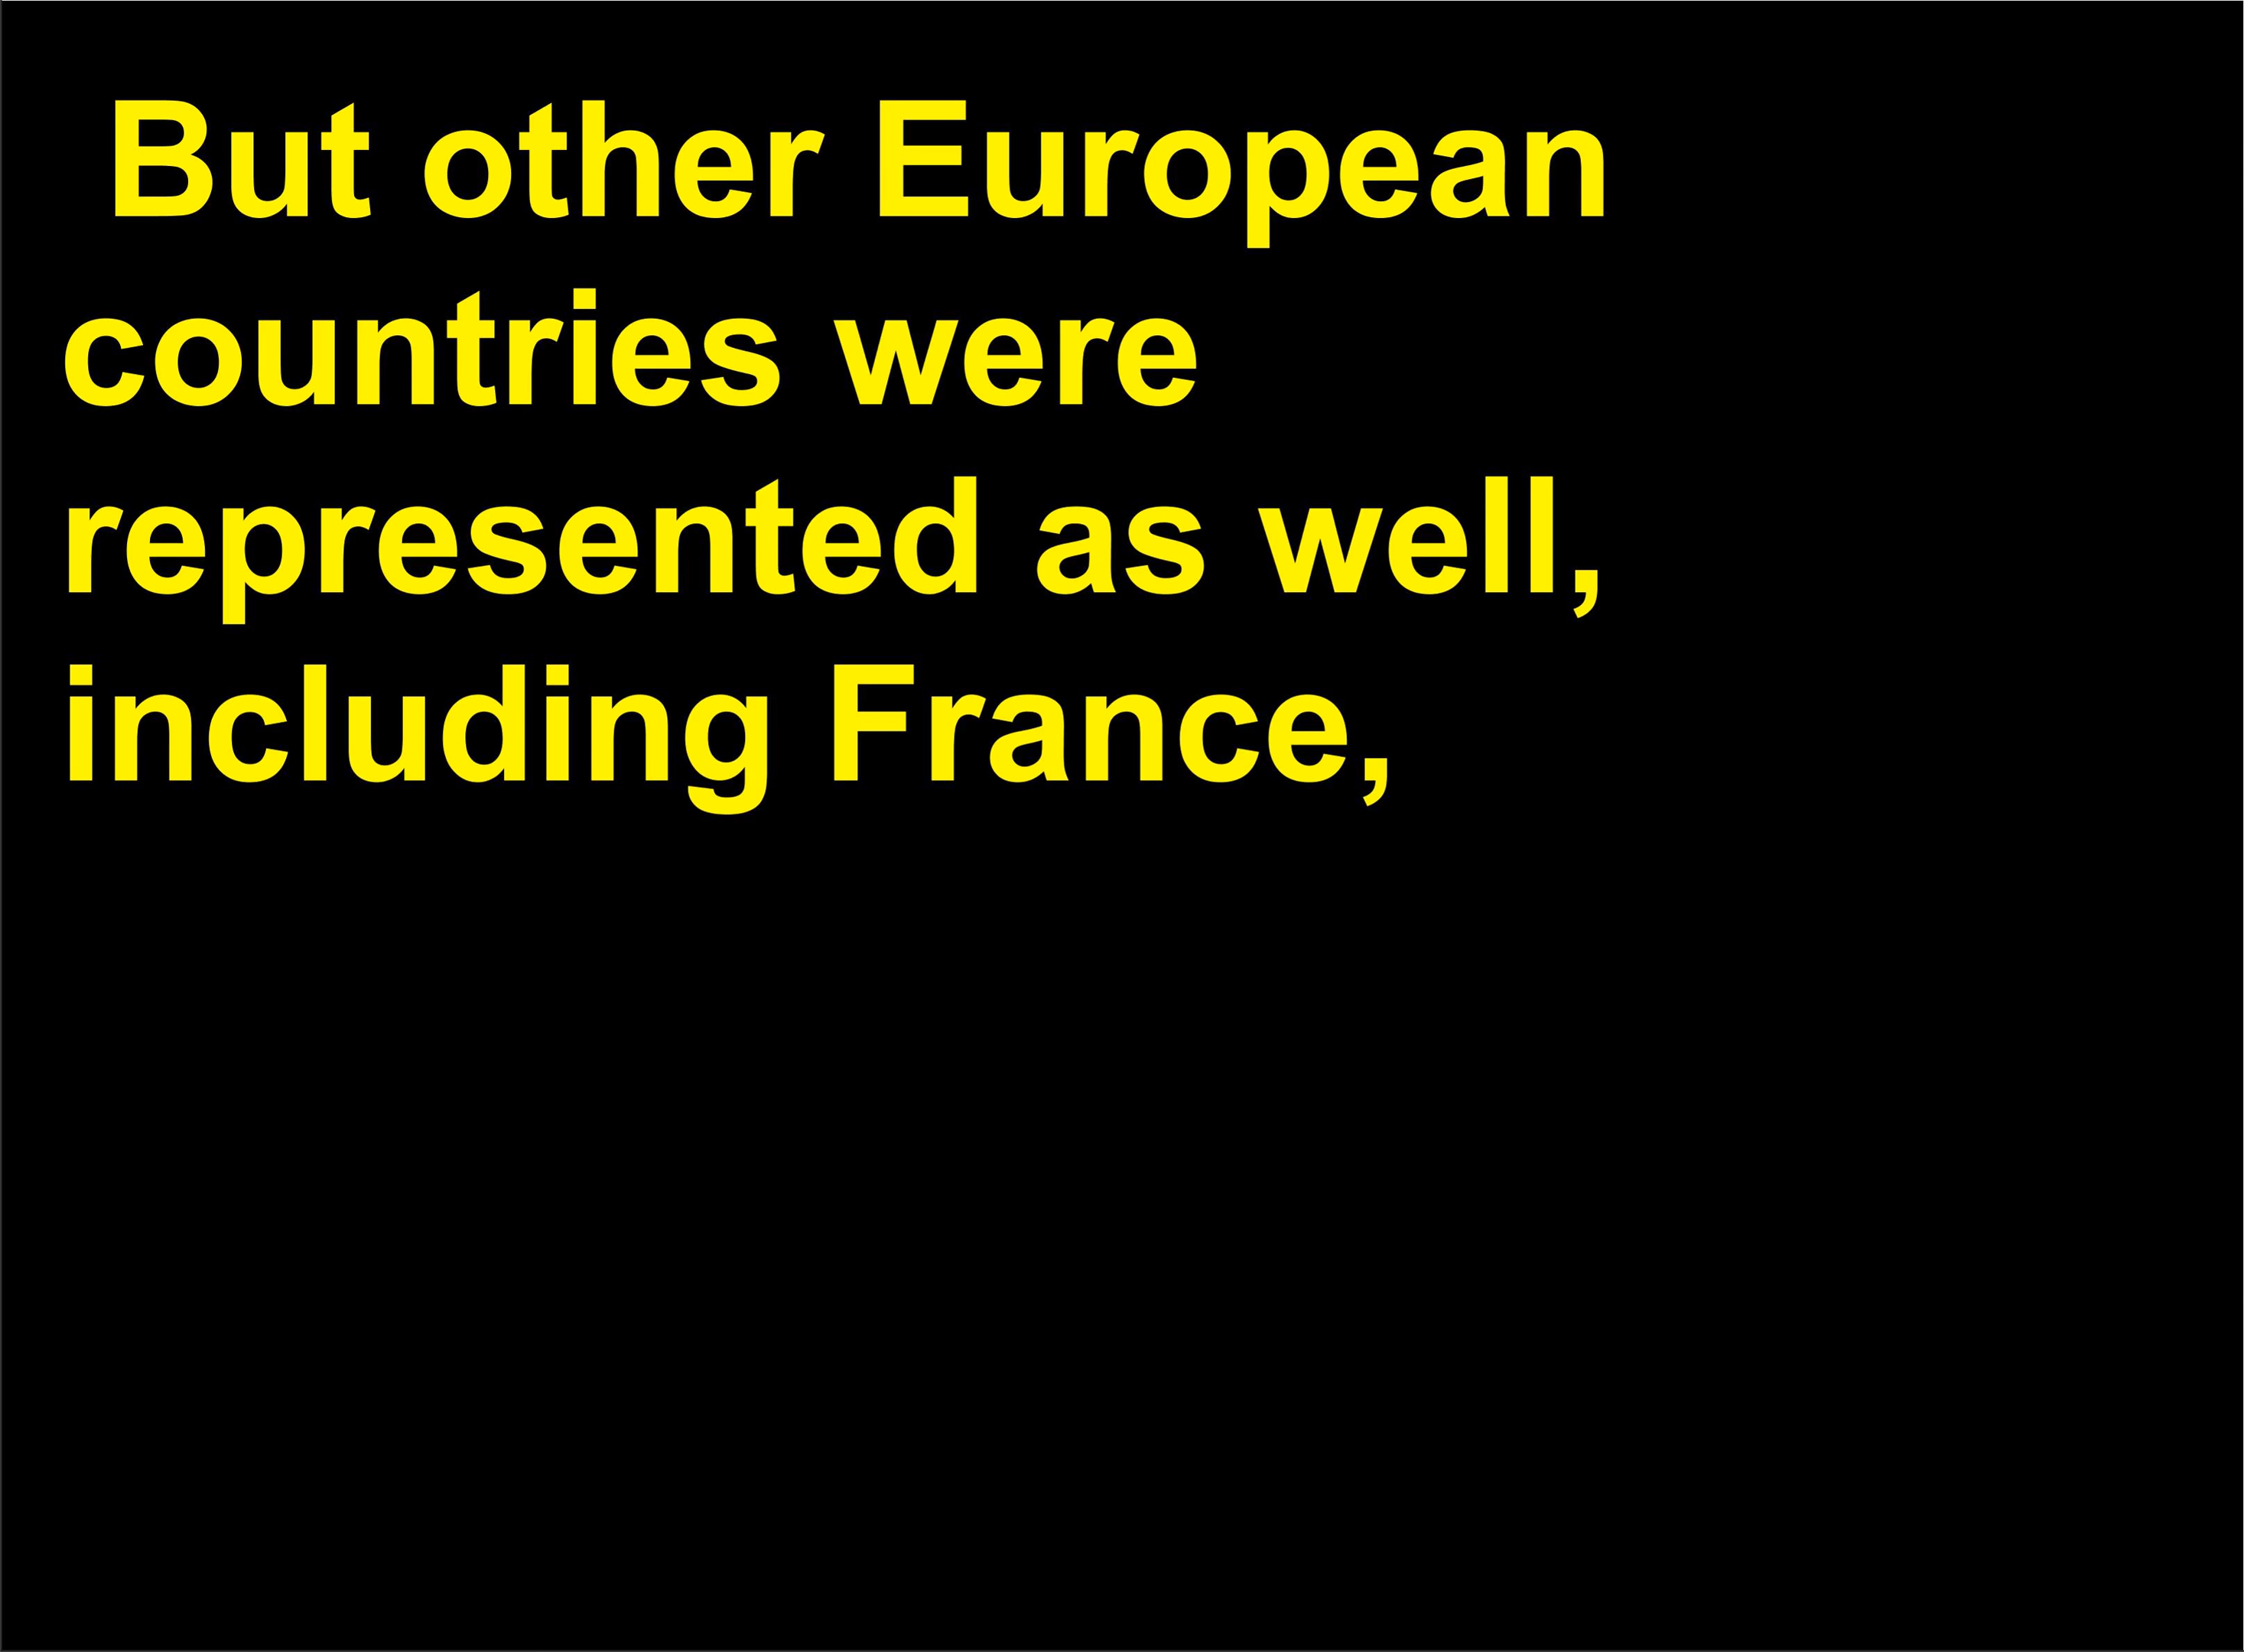 But other European
countries were
represented as well,
including France,